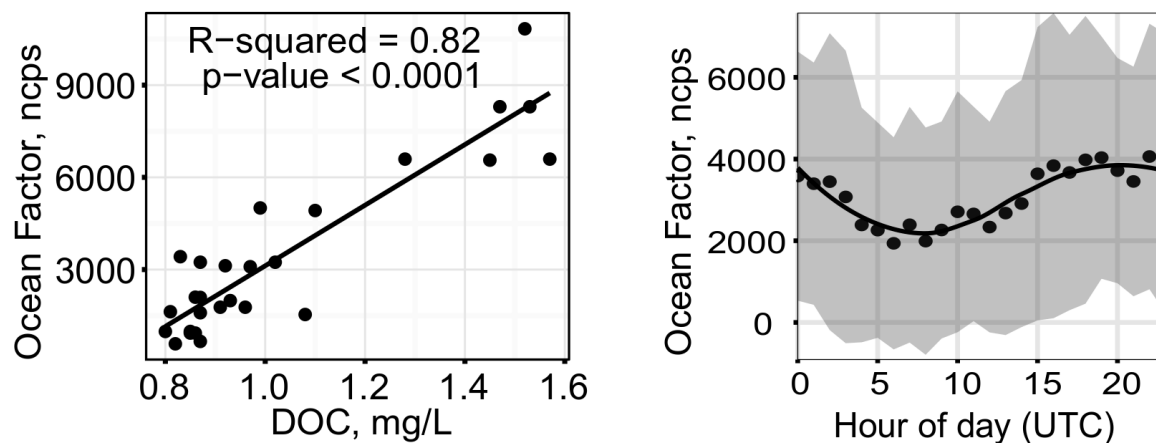 R-squared = 0.82
p-value < 0.0001
Ocean Factor, ncps
9000
6000
3000
0.8 1.0 1.2 1.4 1.6
DOC, mg/L
Ocean Factor, ncps
6000
4000
2000
0
0 5 10 15 20
Hour of day (UTC)